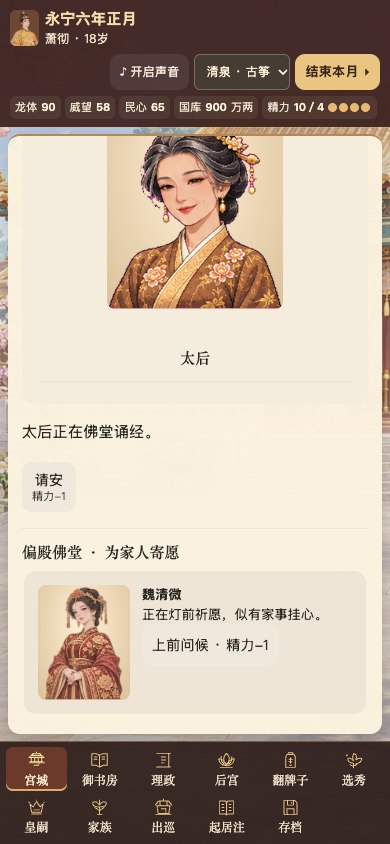 永宁六年正月
萧彻 · 18岁
♪ 开启声音
清泉 · 古筝
结束本月
龙体 90
威望 58
民心 65
国库 900 万两
精力 10 / 4
太后
太后正在佛堂诵经。
请安
精力−1
偏殿佛堂 · 为家人寄愿
魏清微
正在灯前祈愿，似有家事挂心。
上前问候 · 精力−1
宫城
御书房
理政
后宫
翻牌子
选秀
皇嗣
家族
出巡
起居注
存档